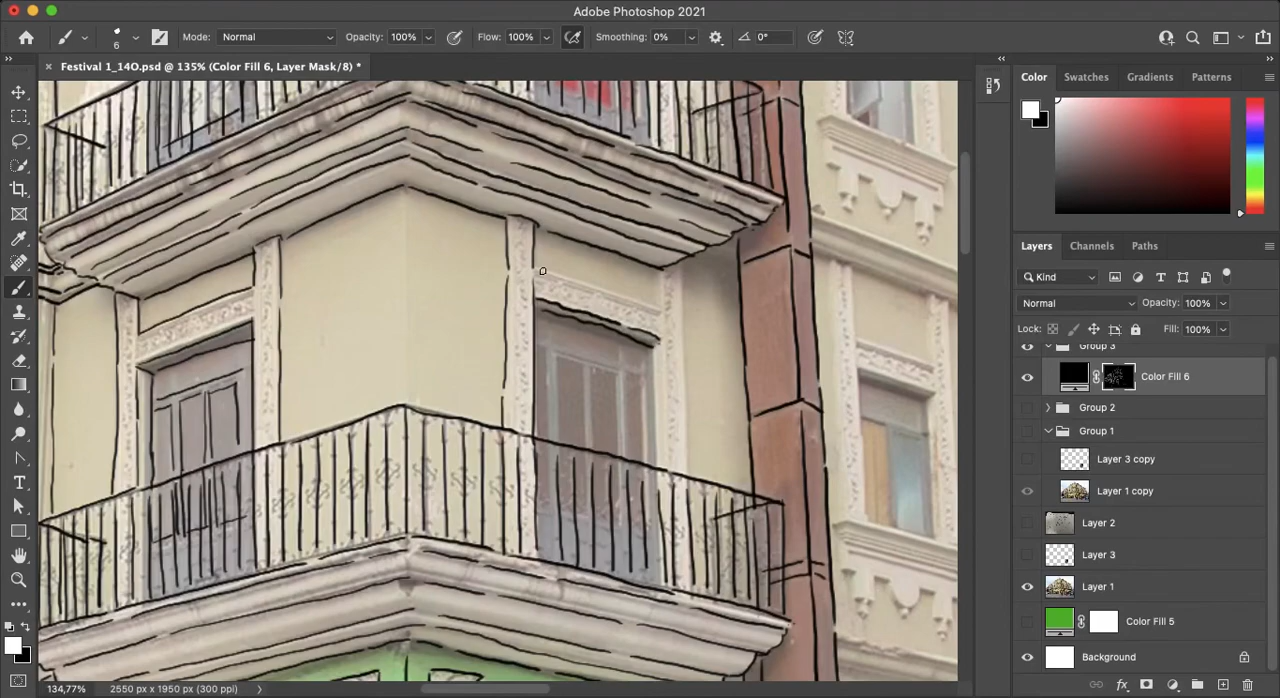 Adobe Photoshop 2021
6
Mode: Normal
Opacity: 100%
Flow: 100%
Smoothing: 0%
0°
Festival 1_14O.psd @ 135% (Color Fill 6, Layer Mask/8) *
Color
Swatches
Gradients
Patterns
Layers
Channels
Paths
Kind
Normal
Opacity: 100%
Lock:
Fill: 100%
Group 3
Color Fill 6
Group 2
Group 1
Layer 3 copy
Layer 1 copy
Layer 2
Layer 3
Layer 1
Color Fill 5
Background
134,77%
2550 px x 1950 px (300 ppi)